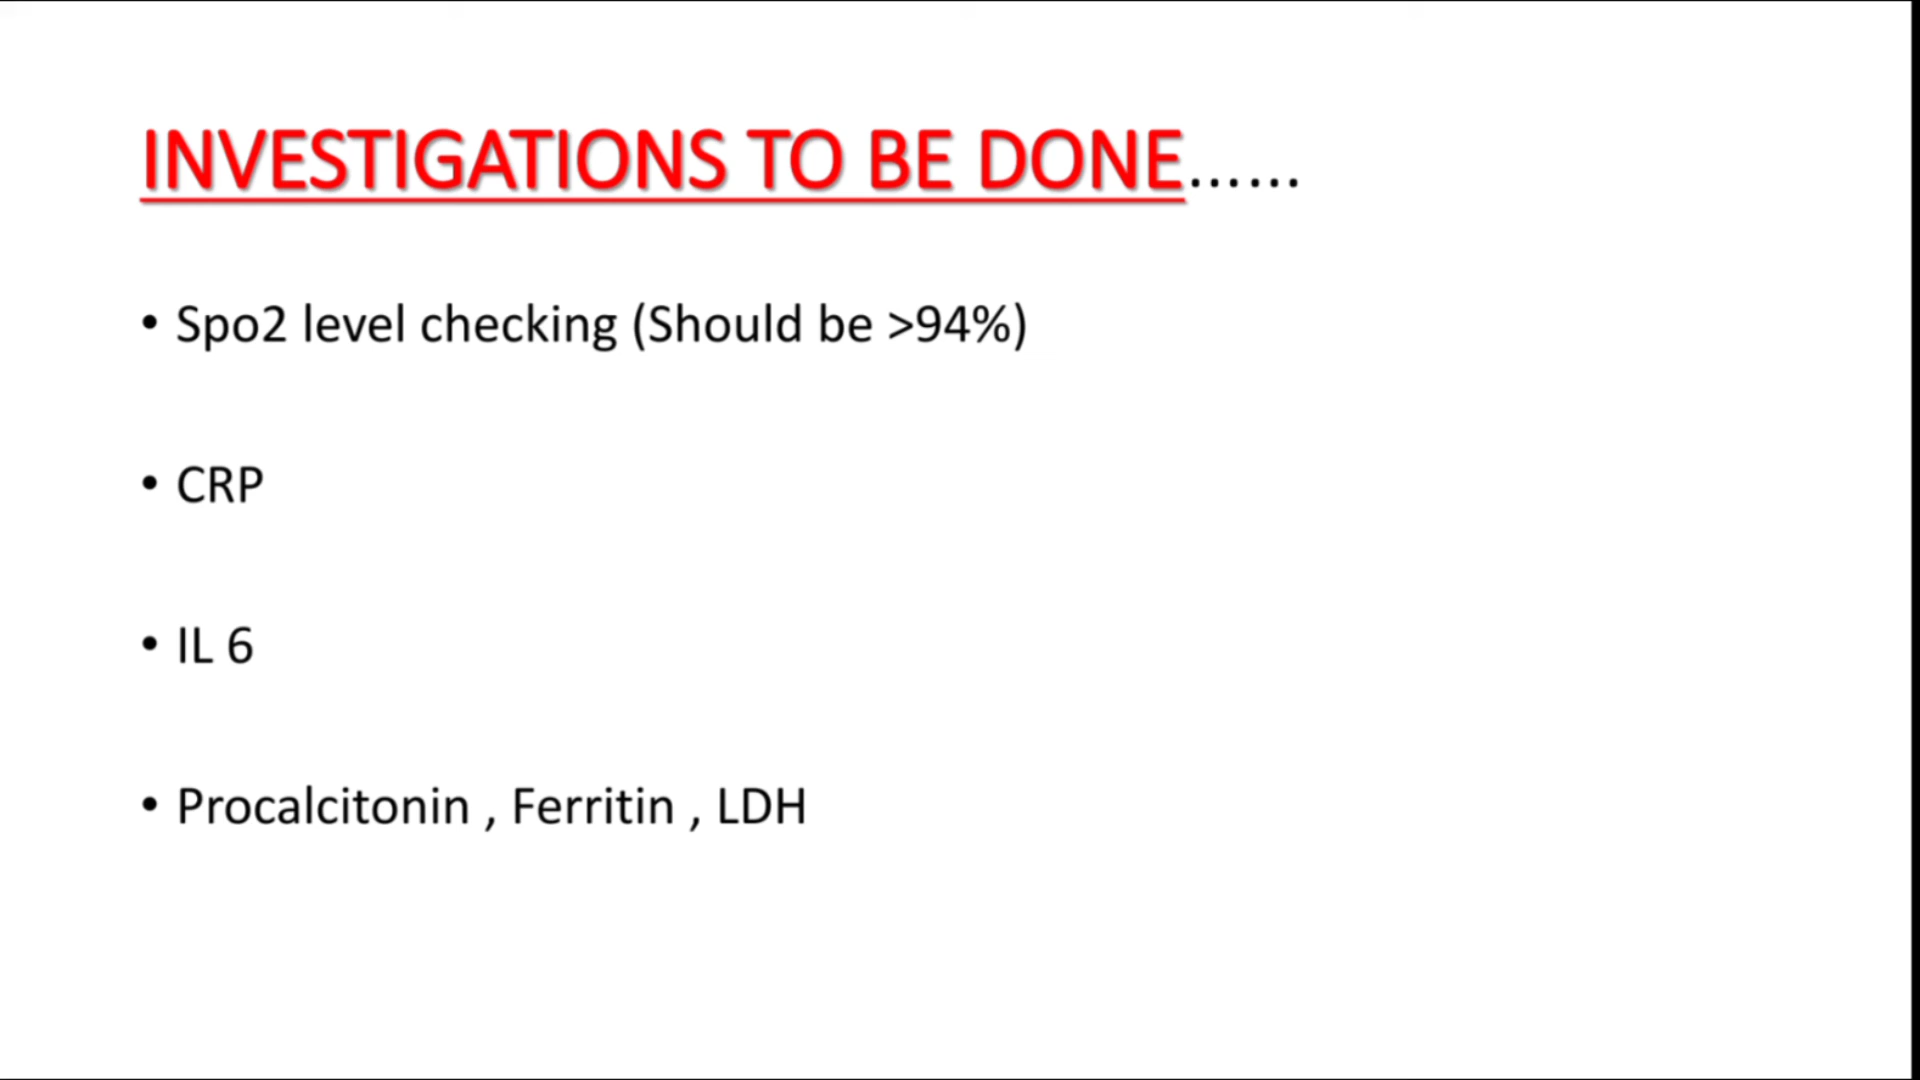 INVESTIGATIONS TO BE DONE......
• Spo2 level checking (Should be >94%)
• CRP
• IL 6
• Procalcitonin , Ferritin , LDH